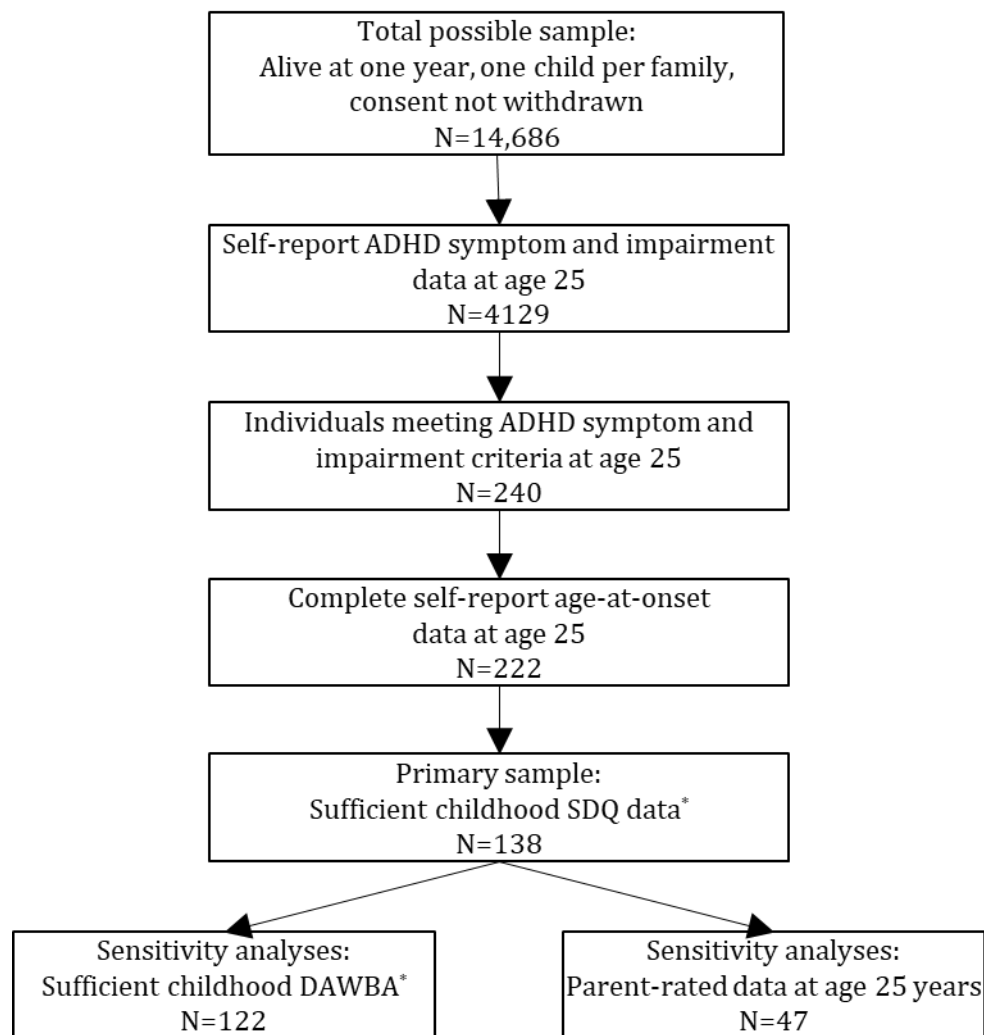 Total possible sample:
Alive at one year, one child per family,
consent not withdrawn
N=14,686
Self-report ADHD symptom and impairment
data at age 25
N=4129
Individuals meeting ADHD symptom and
impairment criteria at age 25
N=240
Complete self-report age-at-onset
data at age 25
N=222
Primary sample:
Sufficient childhood SDQ data*
N=138
Sensitivity analyses:
Sufficient childhood DAWBA*
N=122
Sensitivity analyses:
Parent-rated data at age 25 years
N=47